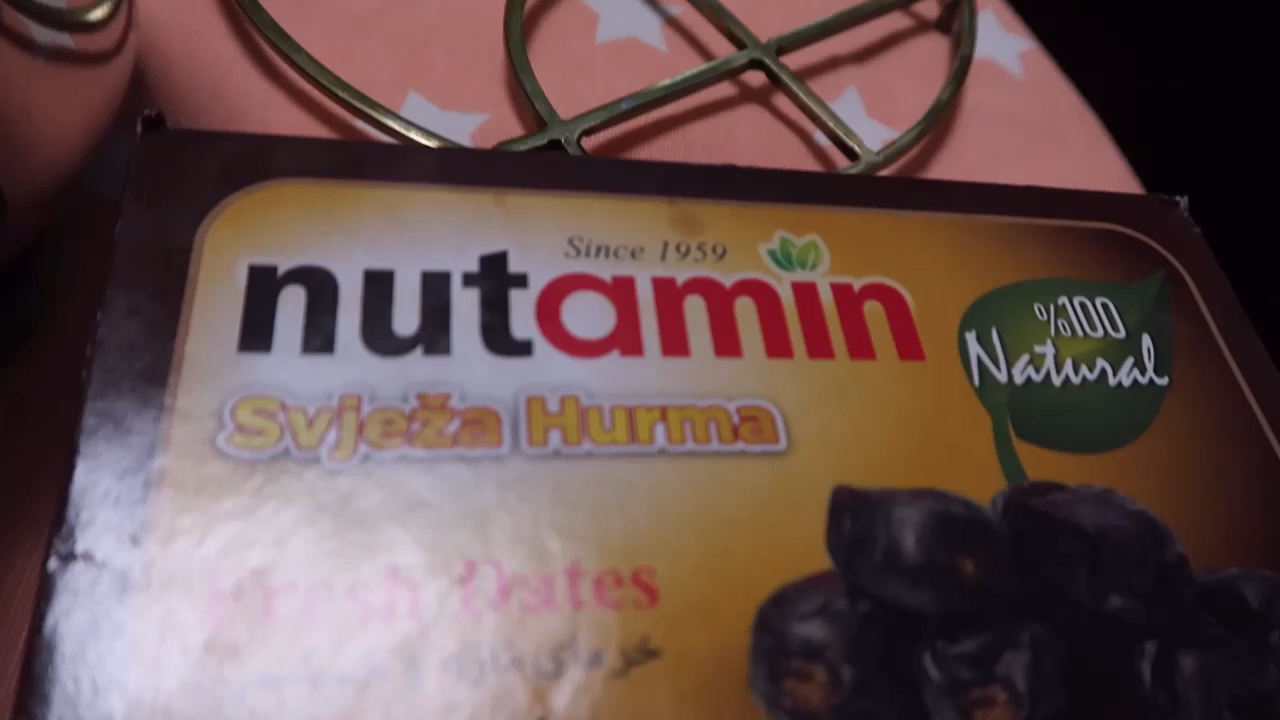 Since 1959
nutamin
%100
Natural
Svježa Hurma
Fresh Dates